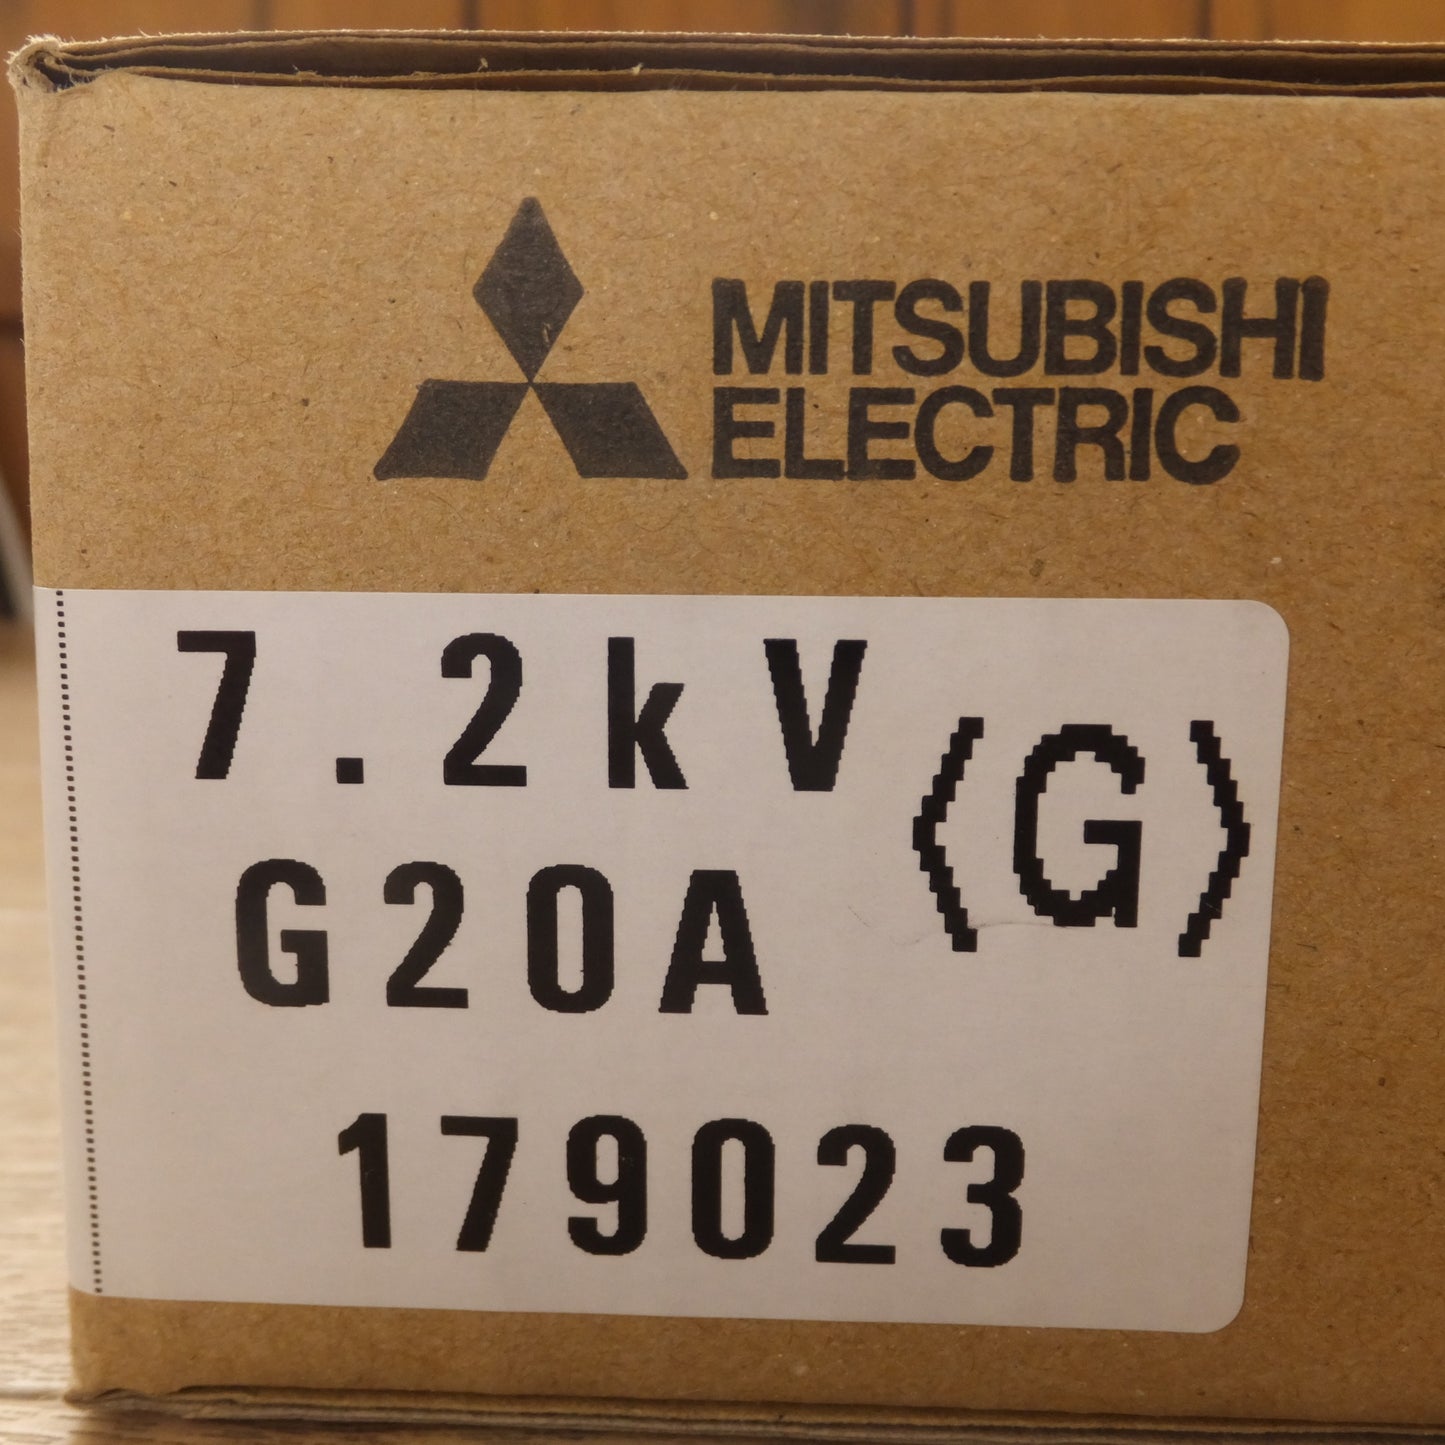 MITSUBISHI
ELECTRIC
7.2kV
⟨G⟩
G20A
179023